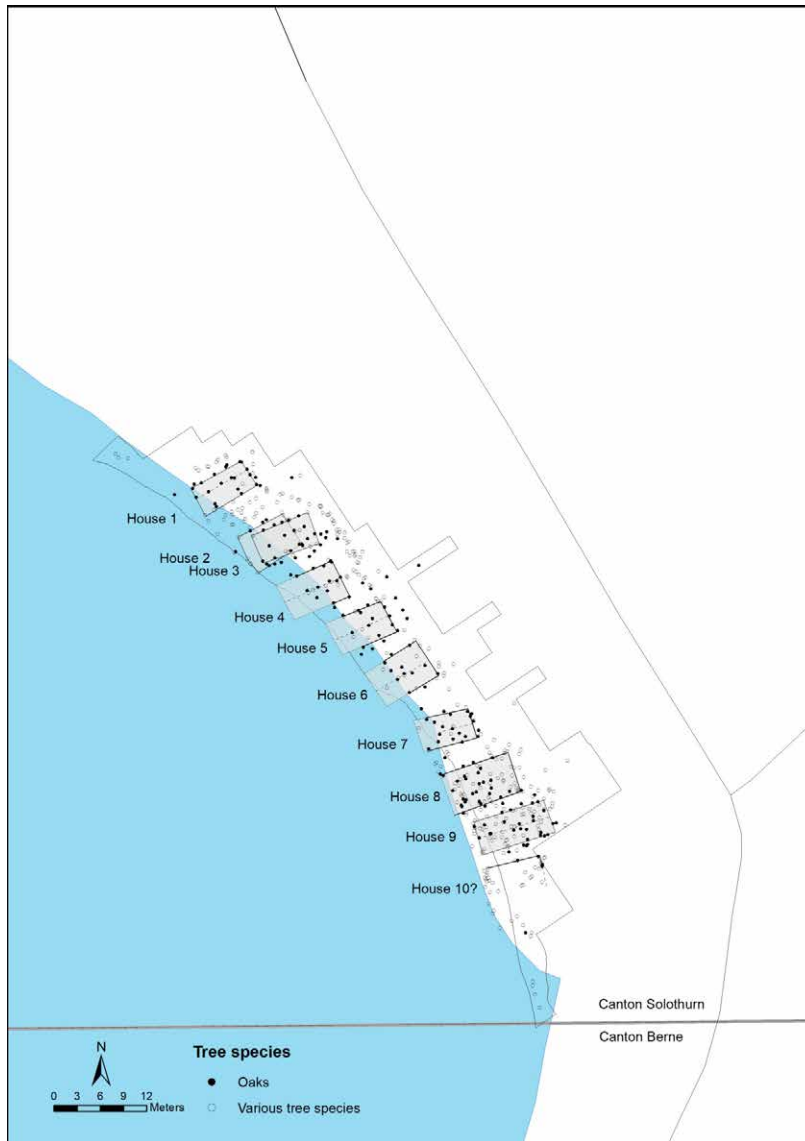 House 1
House 2
House 3
House 4
House 5
House 6
House 7
House 8
House 9
House 10?
Canton Solothurn
Canton Berne
N
0 3 6 9 12
Meters
Tree species
Oaks
Various tree species